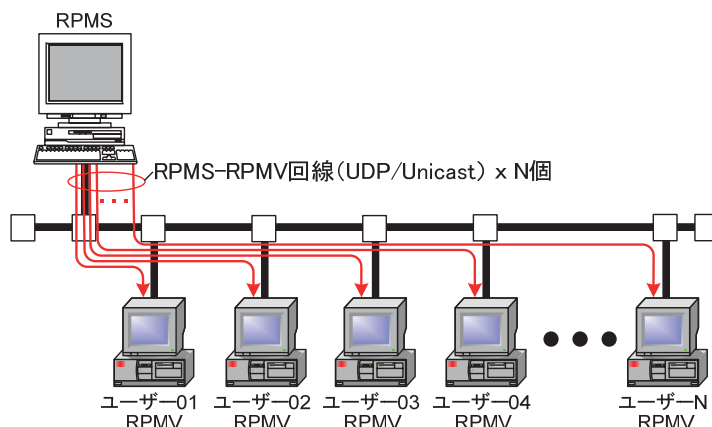 RPMS
RPMS-RPMV回線(UDP/Unicast) x N個
ユーザー01
RPMV
ユーザー02
RPMV
ユーザー03
RPMV
ユーザー04
RPMV
ユーザーN
RPMV